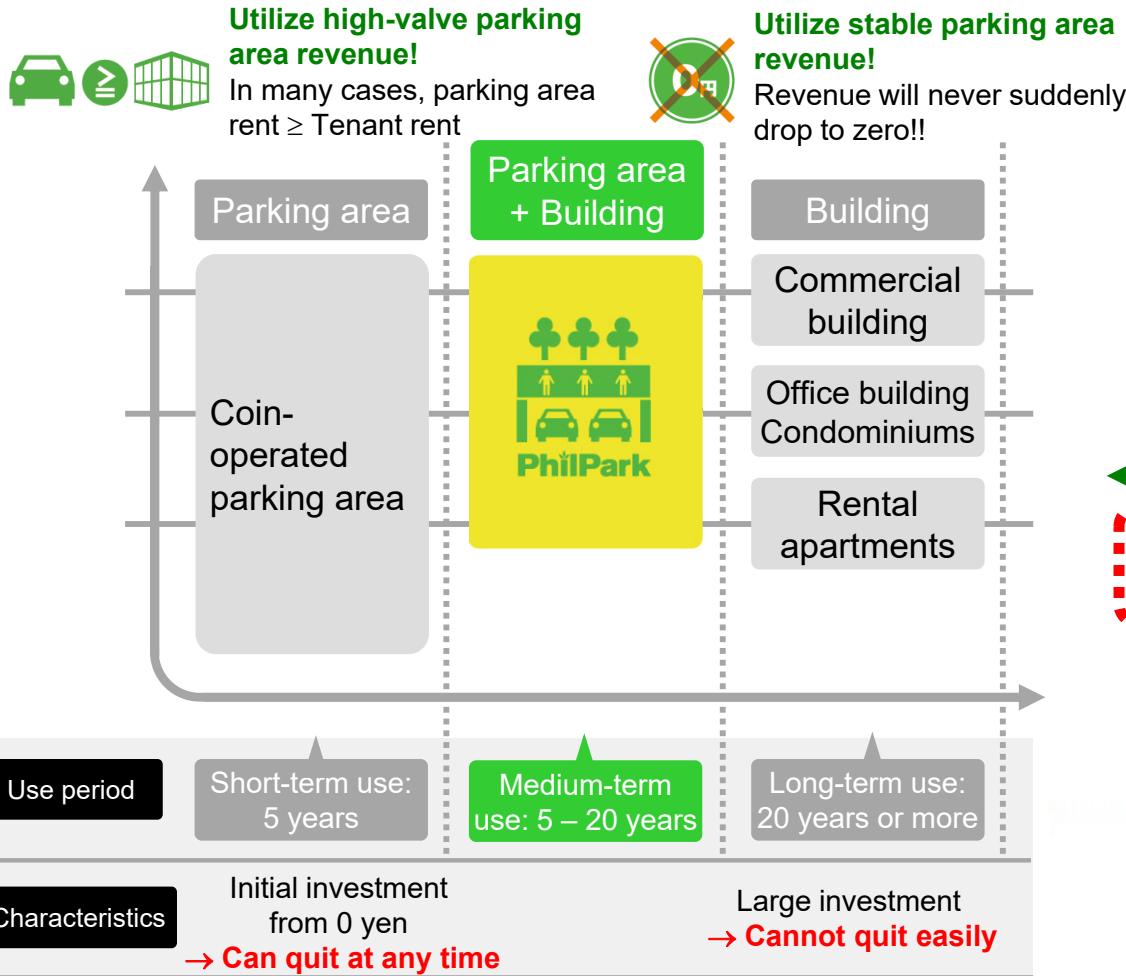 Utilize high-valve parking
area revenue!
In many cases, parking area
rent ≥ Tenant rent
Utilize stable parking area
revenue!
Revenue will never suddenly
drop to zero!!
≧
Parking area
Parking area
+ Building
Building
Coin-
operated
parking area
PhilPark
Commercial
building
Office building
Condominiums
Rental
apartments
Use period
Short-term use:
5 years
Medium-term
use: 5 – 20 years
Long-term use:
20 years or more
Characteristics
Initial investment
from 0 yen
→ Can quit at any time
Large investment
→ Cannot quit easily